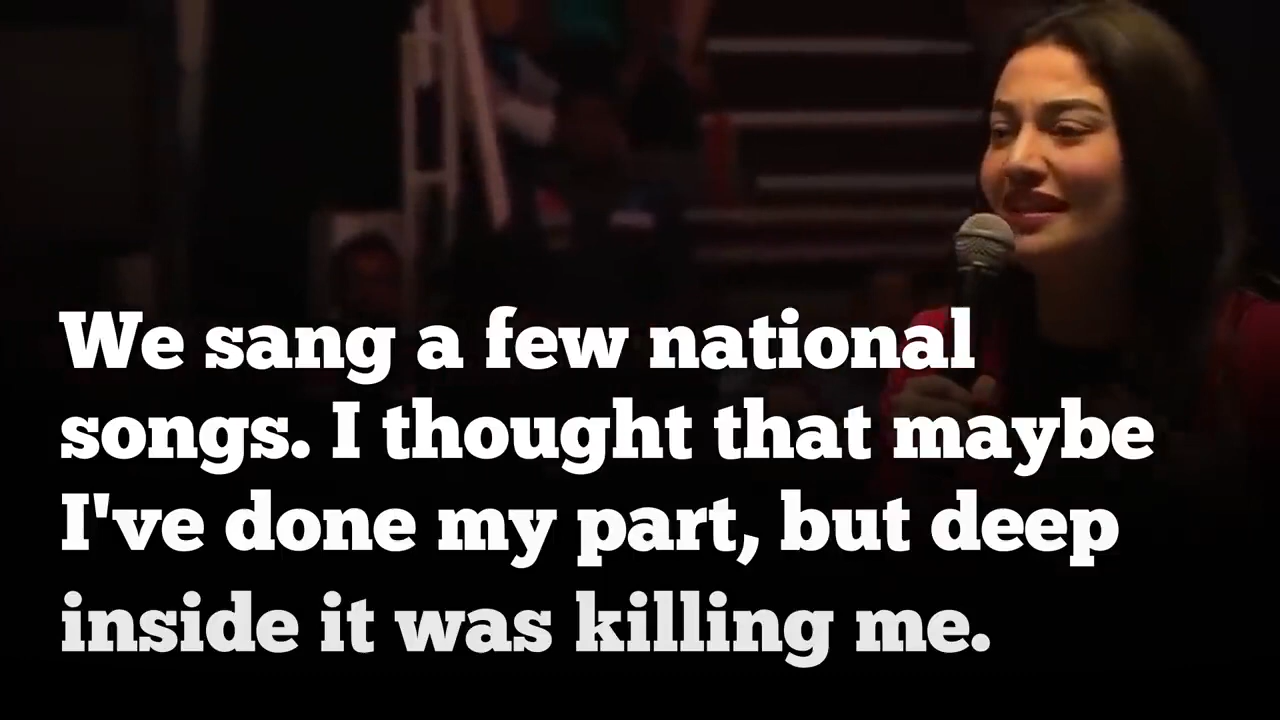 We sang a few national
songs. I thought that maybe
I've done my part, but deep
inside it was killing me.